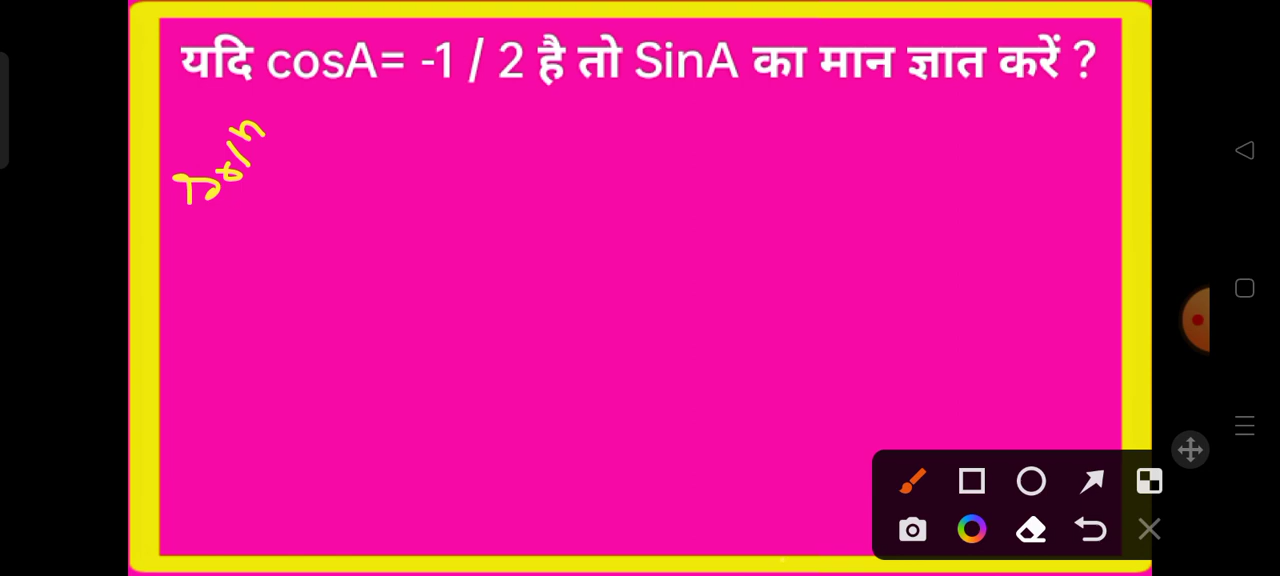 यदि cosA= -1 / 2 है तो SinA का मान ज्ञात करें ?